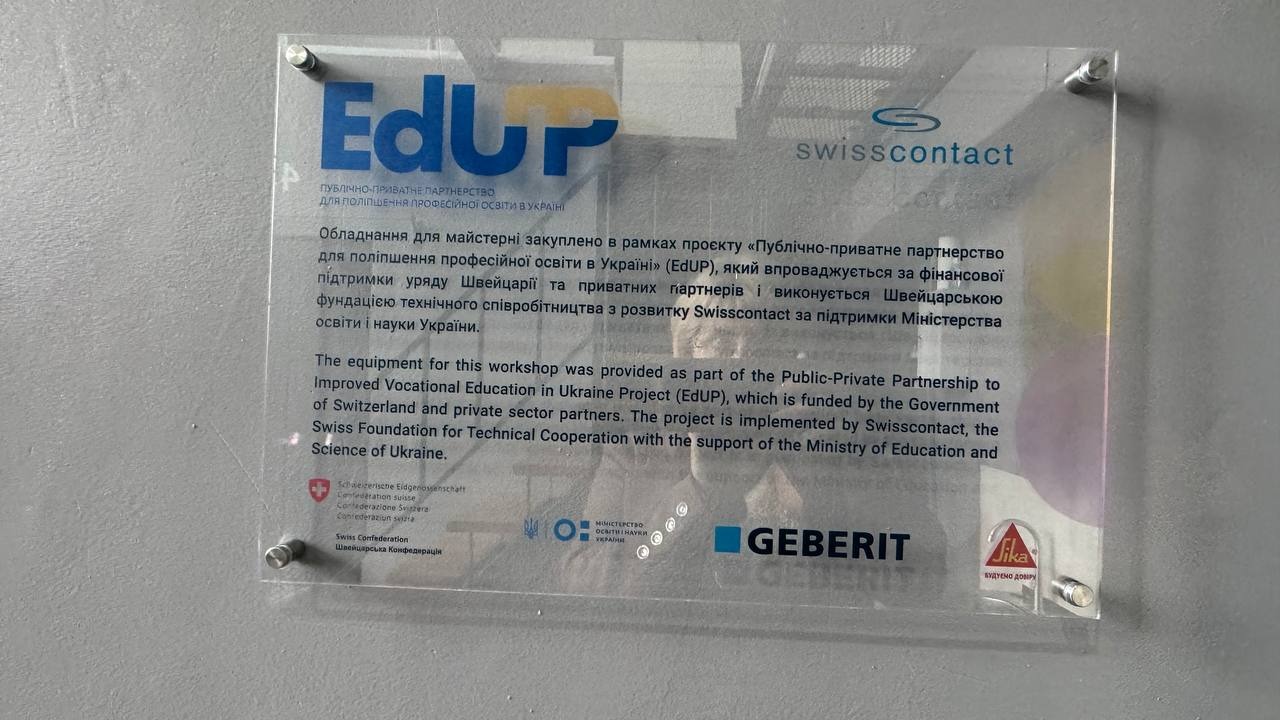 EdUP
ПУБЛІЧНО-ПРИВАТНЕ ПАРТНЕРСТВО
ДЛЯ ПОЛІПШЕННЯ ПРОФЕСІЙНОЇ ОСВІТИ В УКРАЇНІ
swisscontact
Обладнання для майстерні закуплено в рамках проєкту «Публічно-приватне партнерство
для поліпшення професійної освіти в Україні» (EdUP), який впроваджується за фінансової
підтримки уряду Швейцарії та приватних партнерів і виконується Швейцарською
фундацією технічного співробітництва з розвитку Swisscontact за підтримки Міністерства
освіти і науки України.
The equipment for this workshop was provided as part of the Public-Private Partnership to
Improved Vocational Education in Ukraine Project (EdUP), which is funded by the Government
of Switzerland and private sector partners. The project is implemented by Swisscontact, the
Swiss Foundation for Technical Cooperation with the support of the Ministry of Education and
Science of Ukraine.
Schweizerische Eidgenossenschaft
Confédération suisse
Confederazione Svizzera
Confederaziun svizra
Swiss Confederation
Швейцарська Конфедерація
МІНІСТЕРСТВО
ОСВІТИ І НАУКИ
УКРАЇНИ
GEBERIT
Sika
БУДУЄМО ДОВІРУ